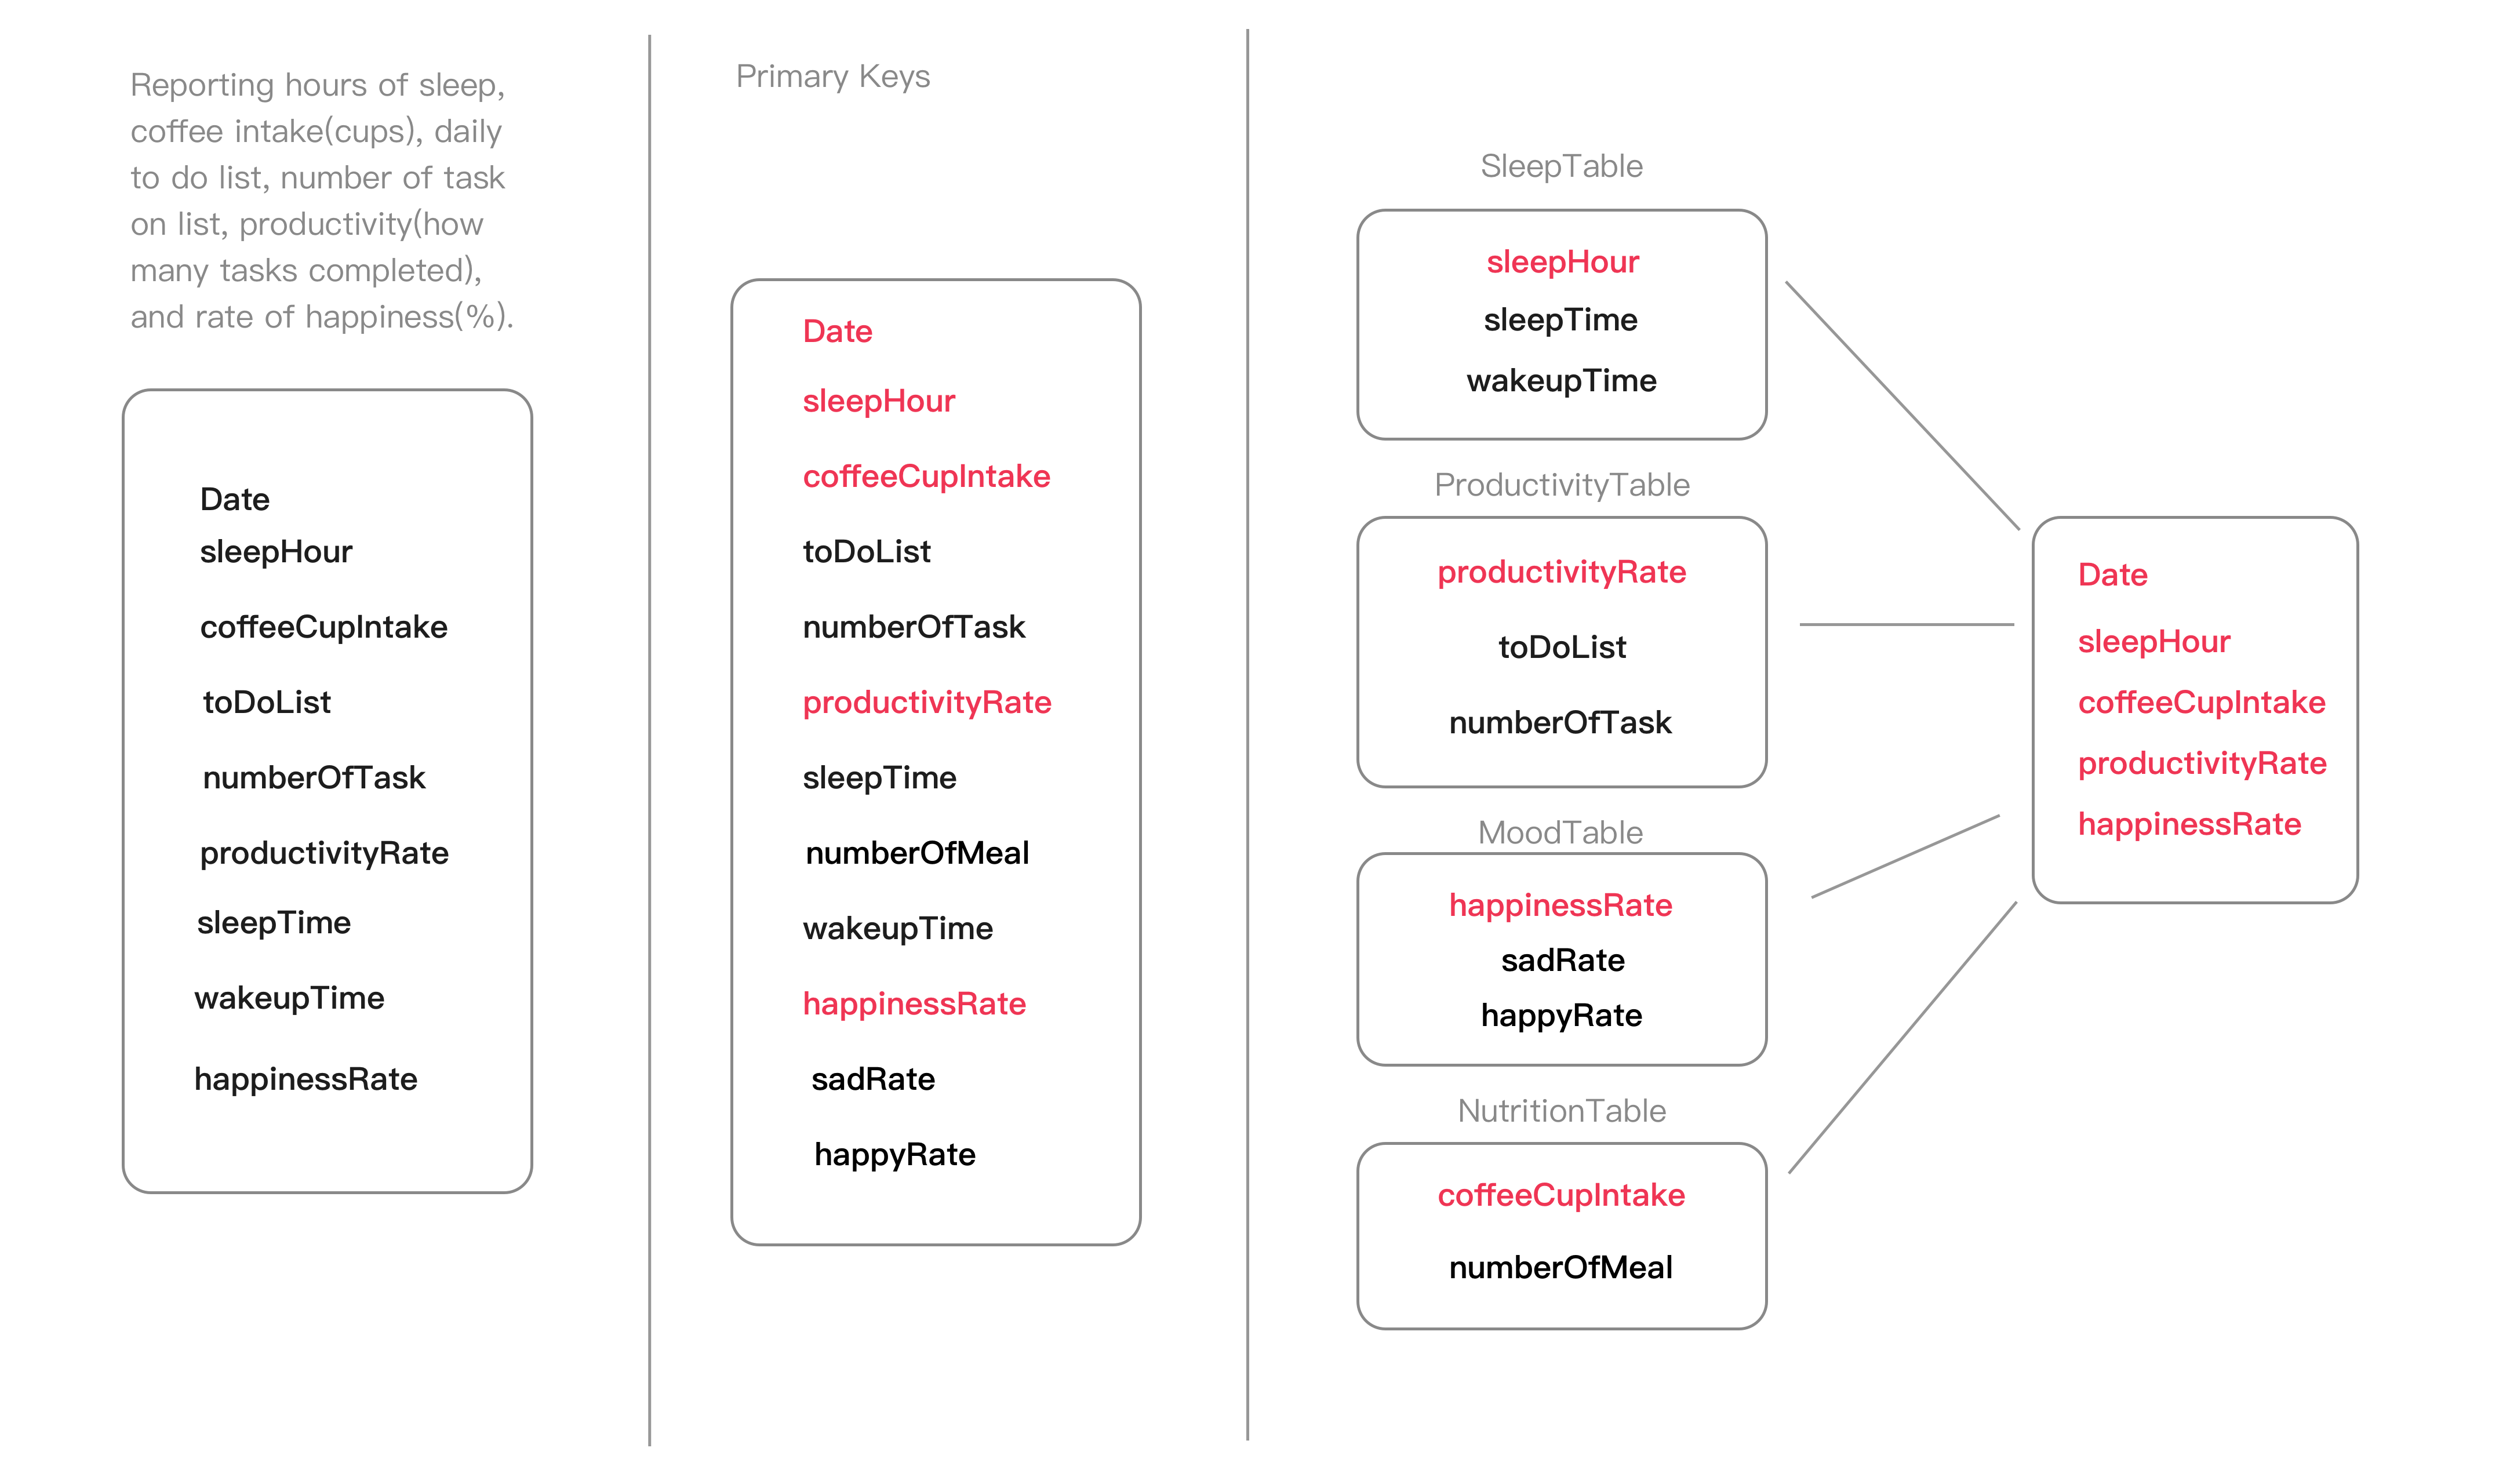 Reporting hours of sleep,
coffee intake(cups), daily
to do list, number of task
on list, productivity(how
many tasks completed),
and rate of happiness(%).
Date
sleepHour
coffeeCupIntake
toDoList
numberOfTask
productivityRate
sleepTime
wakeupTime
happinessRate
Primary Keys
Date
sleepHour
coffeeCupIntake
toDoList
numberOfTask
productivityRate
sleepTime
numberOfMeal
wakeupTime
happinessRate
sadRate
happyRate
SleepTable
sleepHour
sleepTime
wakeupTime
ProductivityTable
productivityRate
toDoList
numberOfTask
MoodTable
happinessRate
sadRate
happyRate
NutritionTable
coffeeCupIntake
numberOfMeal
Date
sleepHour
coffeeCupIntake
productivityRate
happinessRate